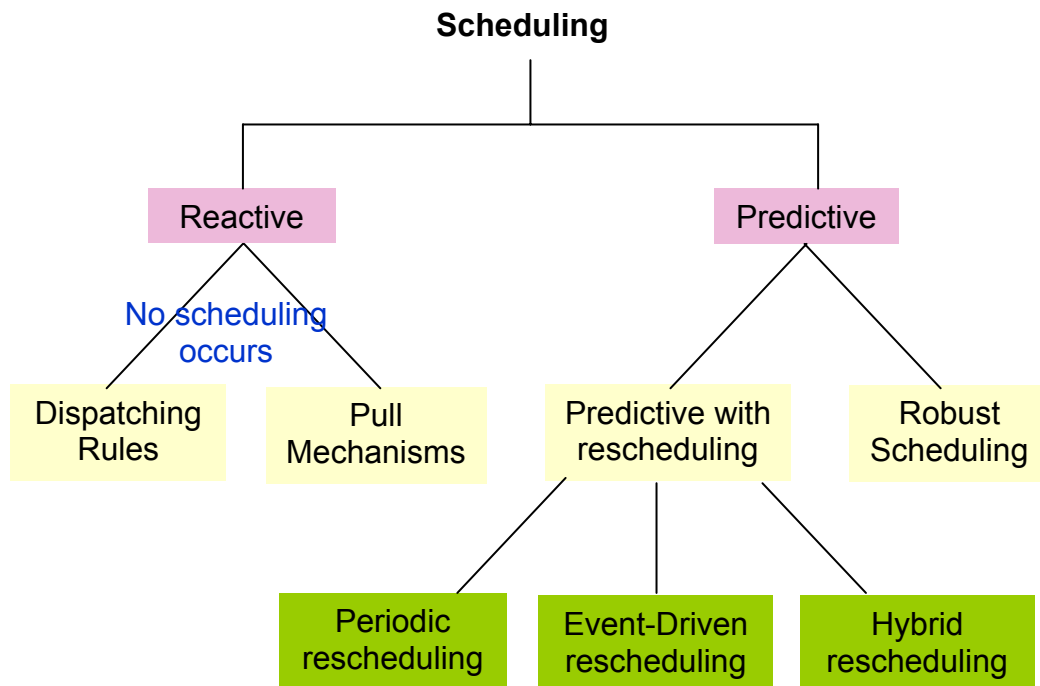 Scheduling
Reactive
Predictive
No scheduling
occurs
Dispatching
Rules
Pull
Mechanisms
Predictive with
rescheduling
Robust
Scheduling
Periodic
rescheduling
Event-Driven
rescheduling
Hybrid
rescheduling